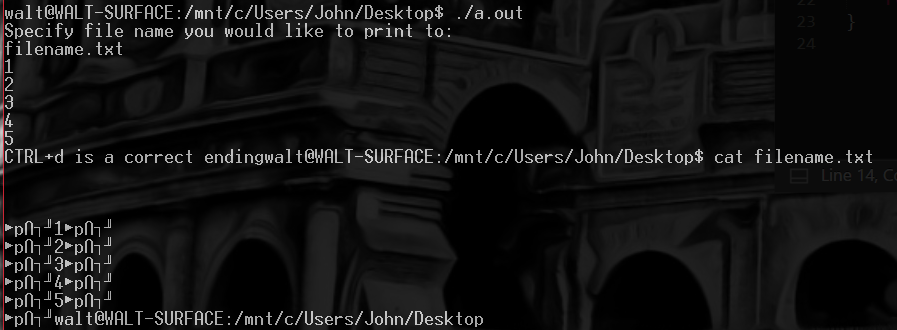 walt@WALT-SURFACE:/mnt/c/Users/John/Desktop$ ./a.out
Specify file name you would like to print to:
filename.txt
1
2
3
4
5
CTRL+d is a correct endingwalt@WALT-SURFACE:/mnt/c/Users/John/Desktop$ cat filename.txt
►p∩┐╜1►p∩┐╜
►p∩┐╜2►p∩┐╜
►p∩┐╜3►p∩┐╜
►p∩┐╜4►p∩┐╜
►p∩┐╜5►p∩┐╜
►p∩┐╜walt@WALT-SURFACE:/mnt/c/Users/John/Desktop
22
23 }
24
Line 14, Co